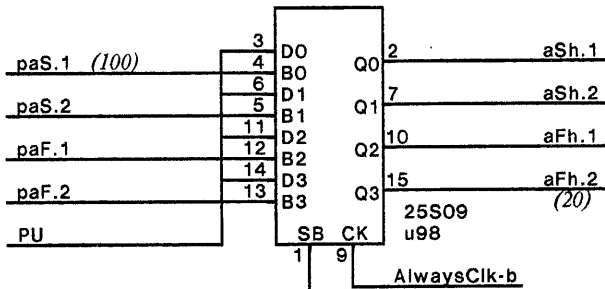 3 D0
paS.1 (100) 4 B0 Q0 2 aSh.1
6 D1
paS.2 5 B1 Q1 7 aSh.2
11 D2
paF.1 12 B2 Q2 10 aFh.1
14 D3
paF.2 13 B3 Q3 15 aFh.2
(20)
25S09
PU SB CK u98
1 9
AlwaysClk-b